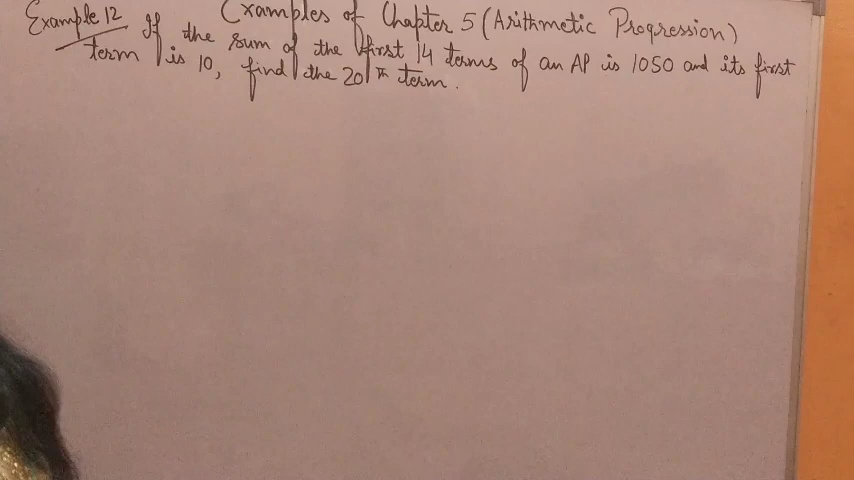 Examples of Chapter 5 (Arithmetic Progression)
Example 12 If the sum of the first 14 terms of an AP is 1050 and its first
term is 10, find the 20th term.